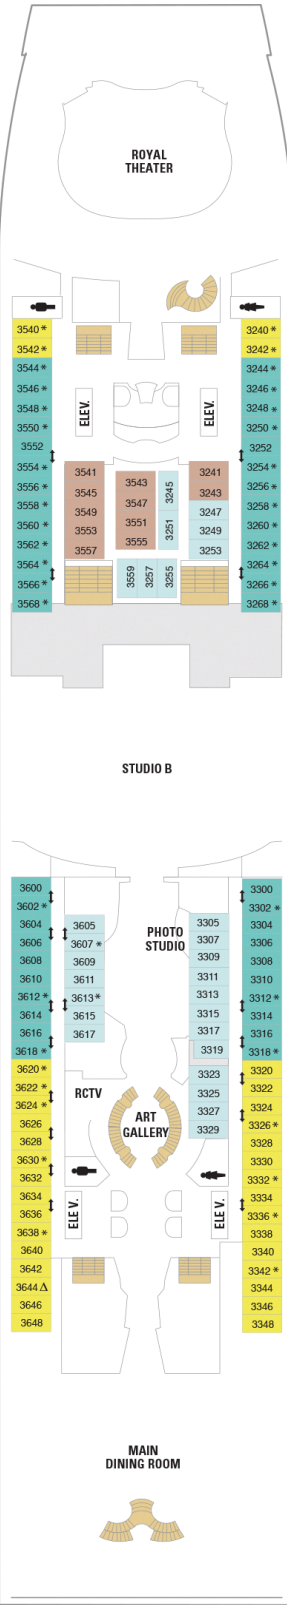 ROYAL
THEATER
3540 * 3240 *
3542 * 3242 *
3544 * 3244 *
3546 * 3246 *
3548 * 3248 *
3550 * ELEV. ELEV. 3250 *
3552 3252
3554 * 3541 3543 3245 3241 3254 *
3556 * 3545 3547 3243 3256 *
3558 * 3549 3551 3251 3247 3258 *
3560 * 3553 3555 3249 3260 *
3562 * 3557 3253 3262 *
3564 * 3559 3257 3255 3264 *
3566 * 3266 *
3568 * 3268 *
STUDIO B
3600 3300
3602 * 3302 *
3604 3605 3305 3304
3606 3607 * PHOTO
STUDIO 3307 3306
3608 3609 3309 3308
3610 3611 3311 3310
3612 * 3613 * 3313 3312 *
3614 3615 3315 3314
3616 3617 3317 3316
3618 * 3319 3318 *
3620 * 3323 3320
3622 * RCTV 3325 3322
3624 * ART
GALLERY 3327 3324
3626 3329 3326 *
3628 3328
3630 * 3330
3632 3332 *
3634 3334
3636 ELEV. ELEV. 3336 *
3638 * 3338
3640 3340
3642 3342 *
3644 Δ 3344
3646 3346
3648 3348
MAIN
DINING ROOM